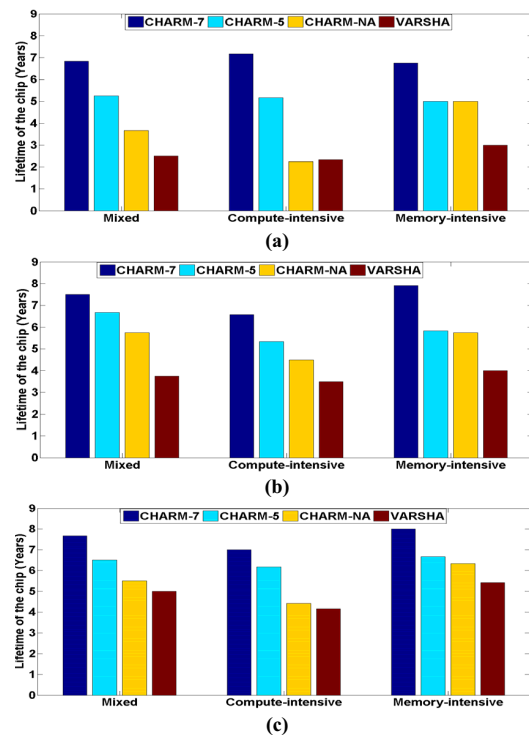 CHARM-7 CHARM-5 CHARM-NA VARSHA
Lifetime of the chip (Years)
9
8
7
6
5
4
3
2
1
0
Mixed Compute-intensive Memory-intensive
(a)
CHARM-7 CHARM-5 CHARM-NA VARSHA
Lifetime of the chip (Years)
9
8
7
6
5
4
3
2
1
0
Mixed Compute-intensive Memory-intensive
(b)
CHARM-7 CHARM-5 CHARM-NA VARSHA
Lifetime of the chip (Years)
9
8
7
6
5
4
3
2
1
0
Mixed Compute-intensive Memory-intensive
(c)